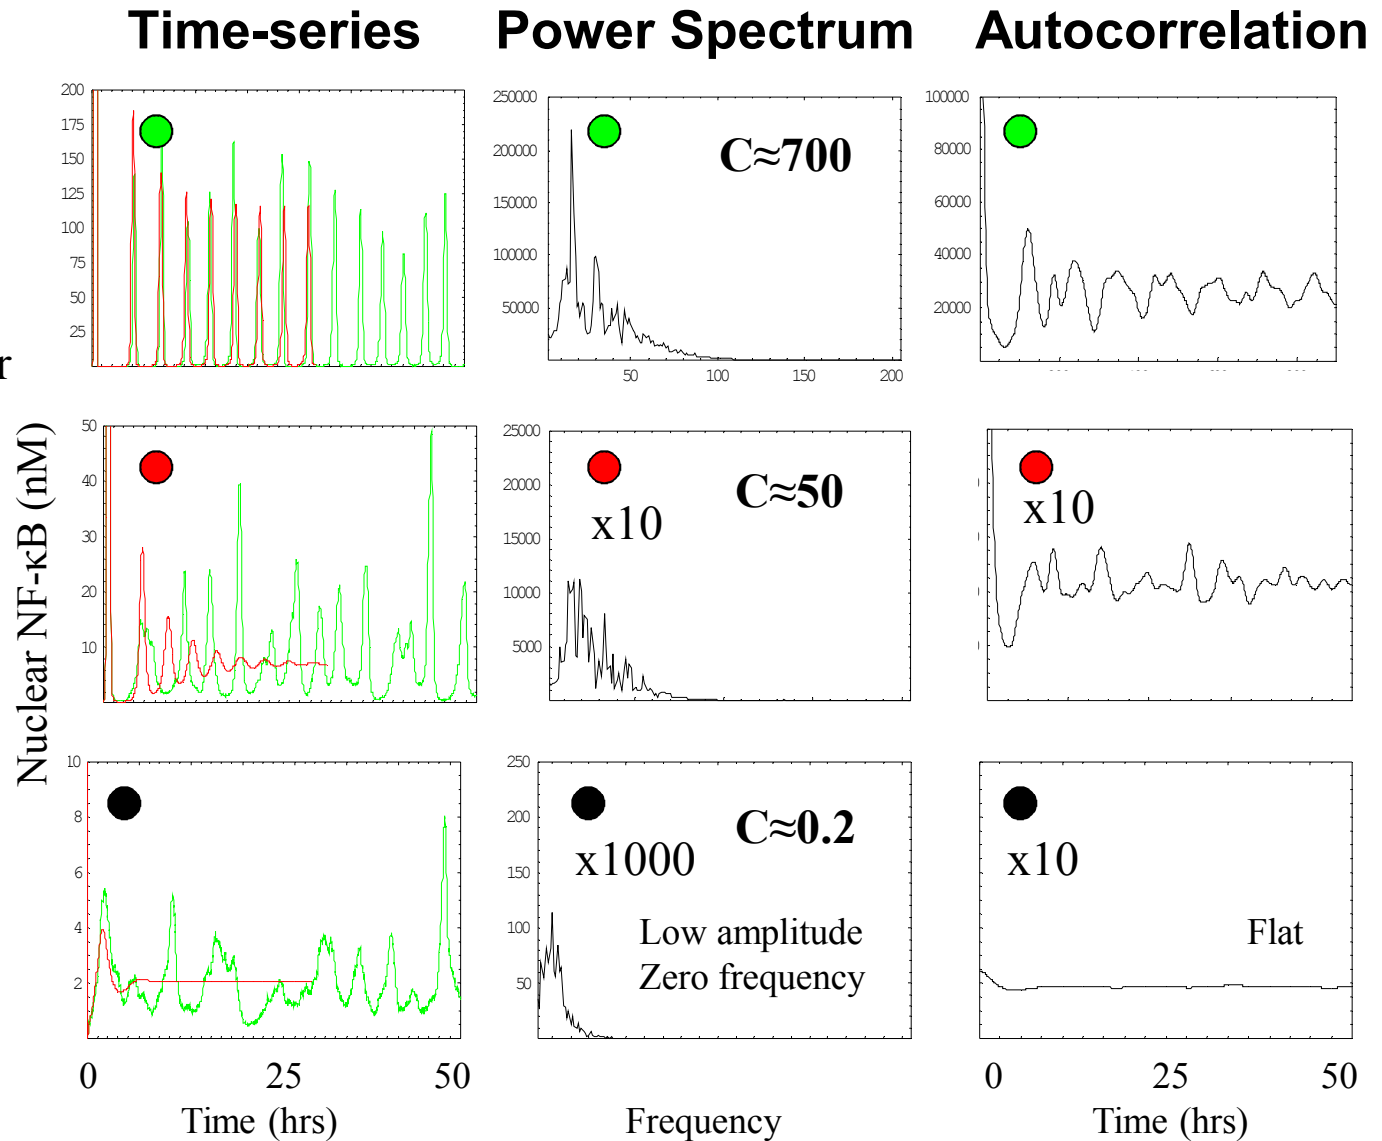 Time-series Power Spectrum Autocorrelation
200
175
150
125
100
75
50
25
250000
200000
150000
100000
50000
C≈700
50 100 150 200
100000
80000
60000
40000
20000
r
Nuclear NF-κB (nM)
50
40
30
20
10
25000
20000
15000
10000
5000
x10
C≈50
x10
10
8
6
4
2
250
200
150
100
50
x1000
C≈0.2
Low amplitude
Zero frequency
x10
Flat
0 25 50
Time (hrs)
Frequency
0 25 50
Time (hrs)